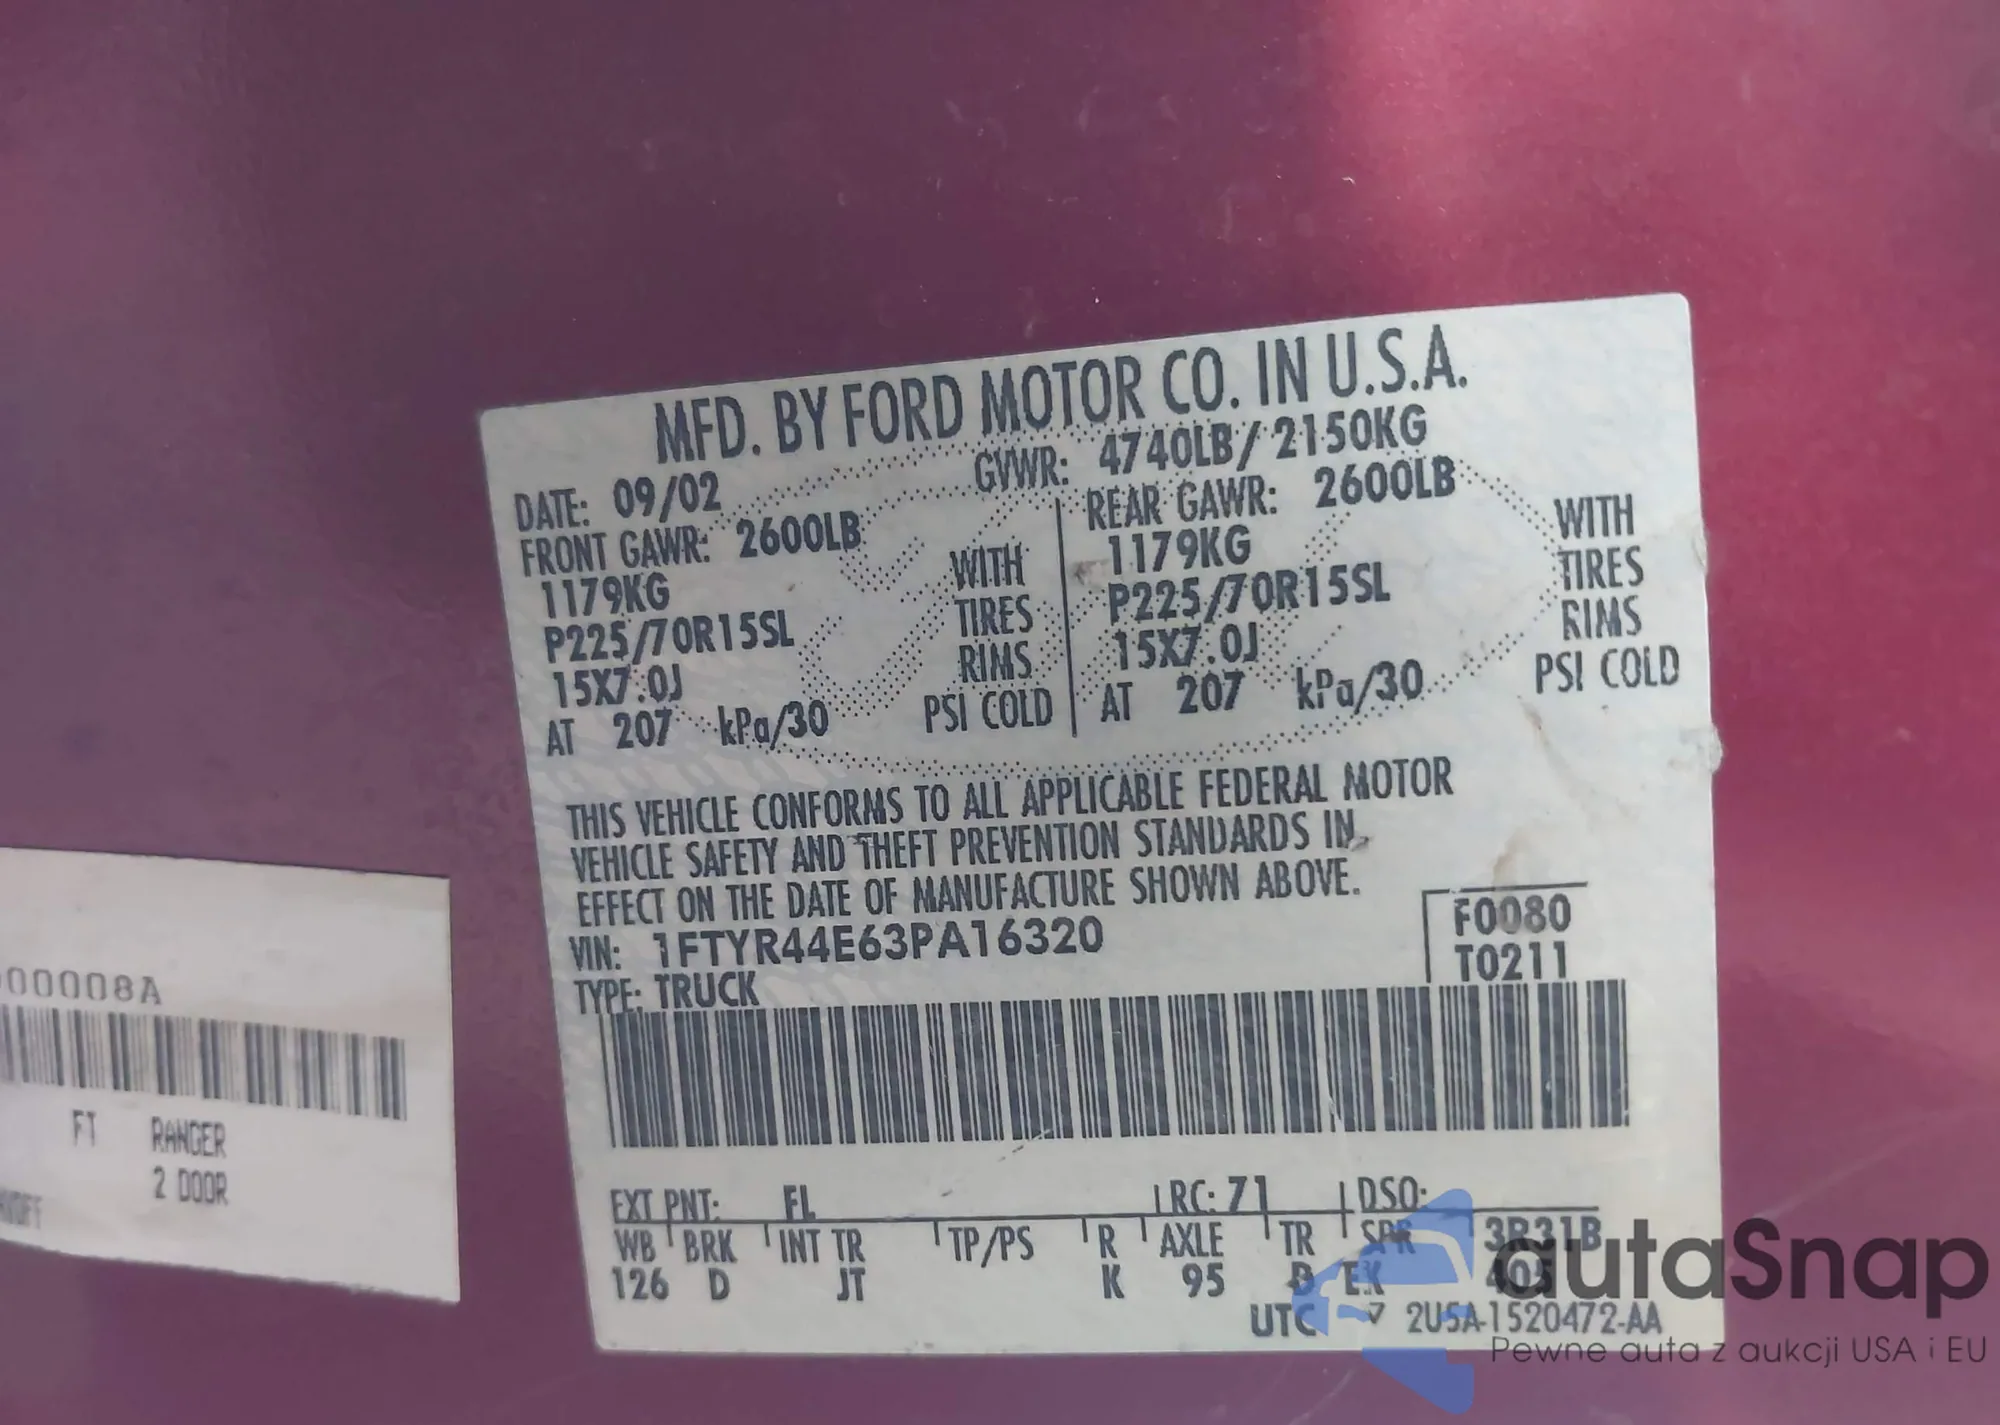 MFD. BY FORD MOTOR CO. IN U.S.A.
DATE: 09/02 GVWR: 4740LB/2150KG
FRONT GAWR: 2600LB REAR GAWR: 2600LB
1179KG WITH 1179KG WITH
P225/70R15SL TIRES P225/70R15SL TIRES
15X7.0J RIMS 15X7.0J RIMS
AT 207 kPa/30 PSI COLD AT 207 kPa/30 PSI COLD
THIS VEHICLE CONFORMS TO ALL APPLICABLE FEDERAL MOTOR
VEHICLE SAFETY AND THEFT PREVENTION STANDARDS IN
EFFECT ON THE DATE OF MANUFACTURE SHOWN ABOVE.
VIN: 1FTYR44E63PA16320 F0080
TYPE: TRUCK T0211
EXT PNT: FL RC: 71 DSO:
WB BRK INT TR TP/PS R AXLE TR SPR 3R31B
126 D JT K 95 D EX
UTC 2U5A-1520472-AA
00008A
FT RANGER
2 DOOR
autaSnap
Pewne auta z aukcji USA i EU